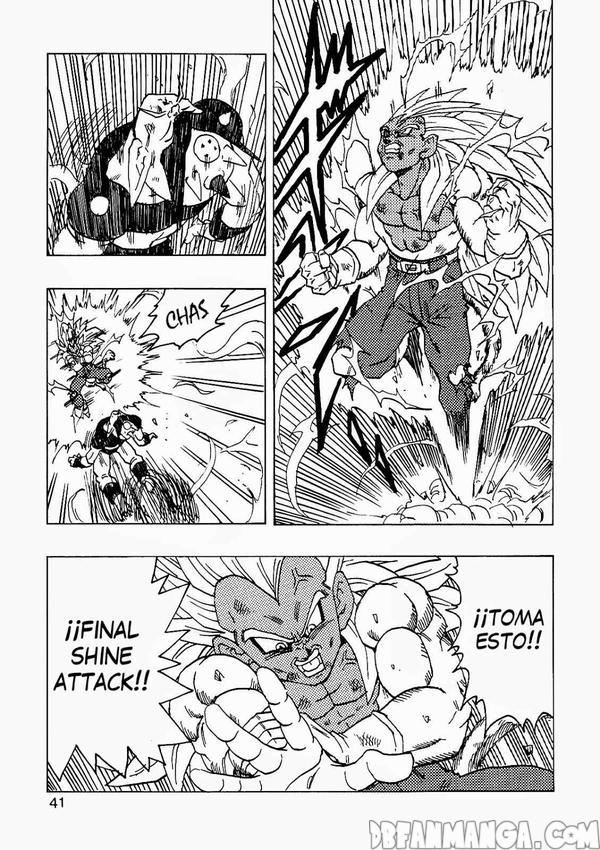 CHAS
¡¡TOMA
ESTO!!
¡¡FINAL
SHINE
ATTACK!!
41
DBFANMANGA.COM